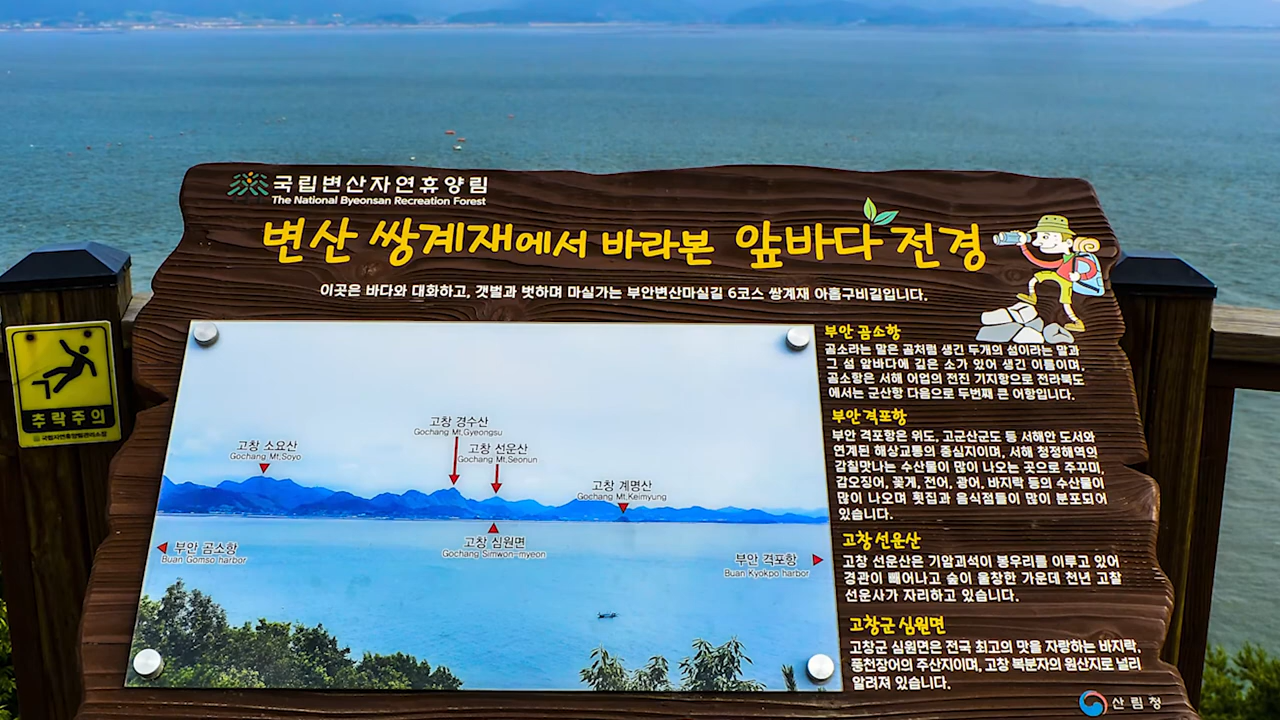 국립변산자연휴양림
The National Byeonsan Recreation Forest
변산 쌍계재에서 바라본 앞바다 전경
이곳은 바다와 대화하고, 갯벌과 벗하며 마실가는 부안변산마실길 6코스 쌍계재 아홉구비길입니다.
추락주의
국립자연휴양림관리소장
고창 경수산
Gochang Mt,Gyeongsu
고창 소요산
Gochang Mt,Soyo
고창 선운산
Gochang Mt,Seonun
고창 계명산
Gochang Mt,Keimyung
고창 심원면
Gochang Simwon-myeon
부안 곰소항
Buan Gomso harbor
부안 격포항
Buan Kyokpo harbor
부안 곰소항
곰소라는 말은 곰처럼 생긴 두개의 섬이라는 말과
그 섬 앞바다에 깊은 소가 있어 생긴 이름이며,
곰소항은 서해 어업의 전진 기지항으로 전라북도
에서는 군산항 다음으로 두번째 큰 어항입니다.
부안 격포항
부안 격포항은 위도, 고군산군도 등 서해안 도서와
연계된 해상교통의 중심지이며, 서해 청정해역의
감칠맛나는 수산물이 많이 나오는 곳으로 주꾸미,
갑오징어, 꽃게, 전어, 광어, 바지락 등의 수산물이
많이 나오며 횟집과 음식점들이 많이 분포되어
있습니다.
고창 선운산
고창 선운산은 기암괴석이 봉우리를 이루고 있어
경관이 빼어나고 숲이 울창한 가운데 천년 고찰
선운사가 자리하고 있습니다.
고창군 심원면
고창군 심원면은 전국 최고의 맛을 자랑하는 바지락,
풍천장어의 주산지이며, 고창 복분자의 원산지로 널리
알려져 있습니다.
산림청